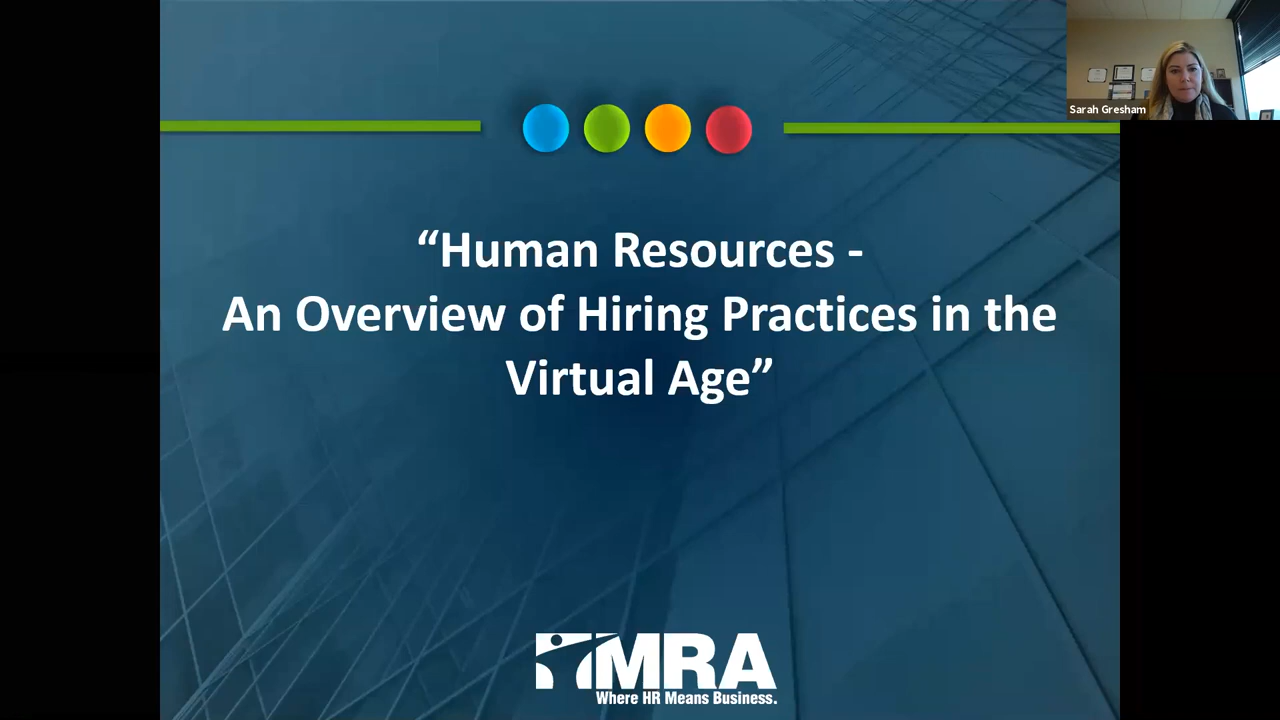 Sarah Gresham
“Human Resources -
An Overview of Hiring Practices in the
Virtual Age”
MRA
Where HR Means Business.